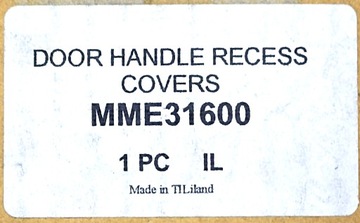 DOOR HANDLE RECESS
COVERS
MME31600
1 PC IL
Made in TILiland